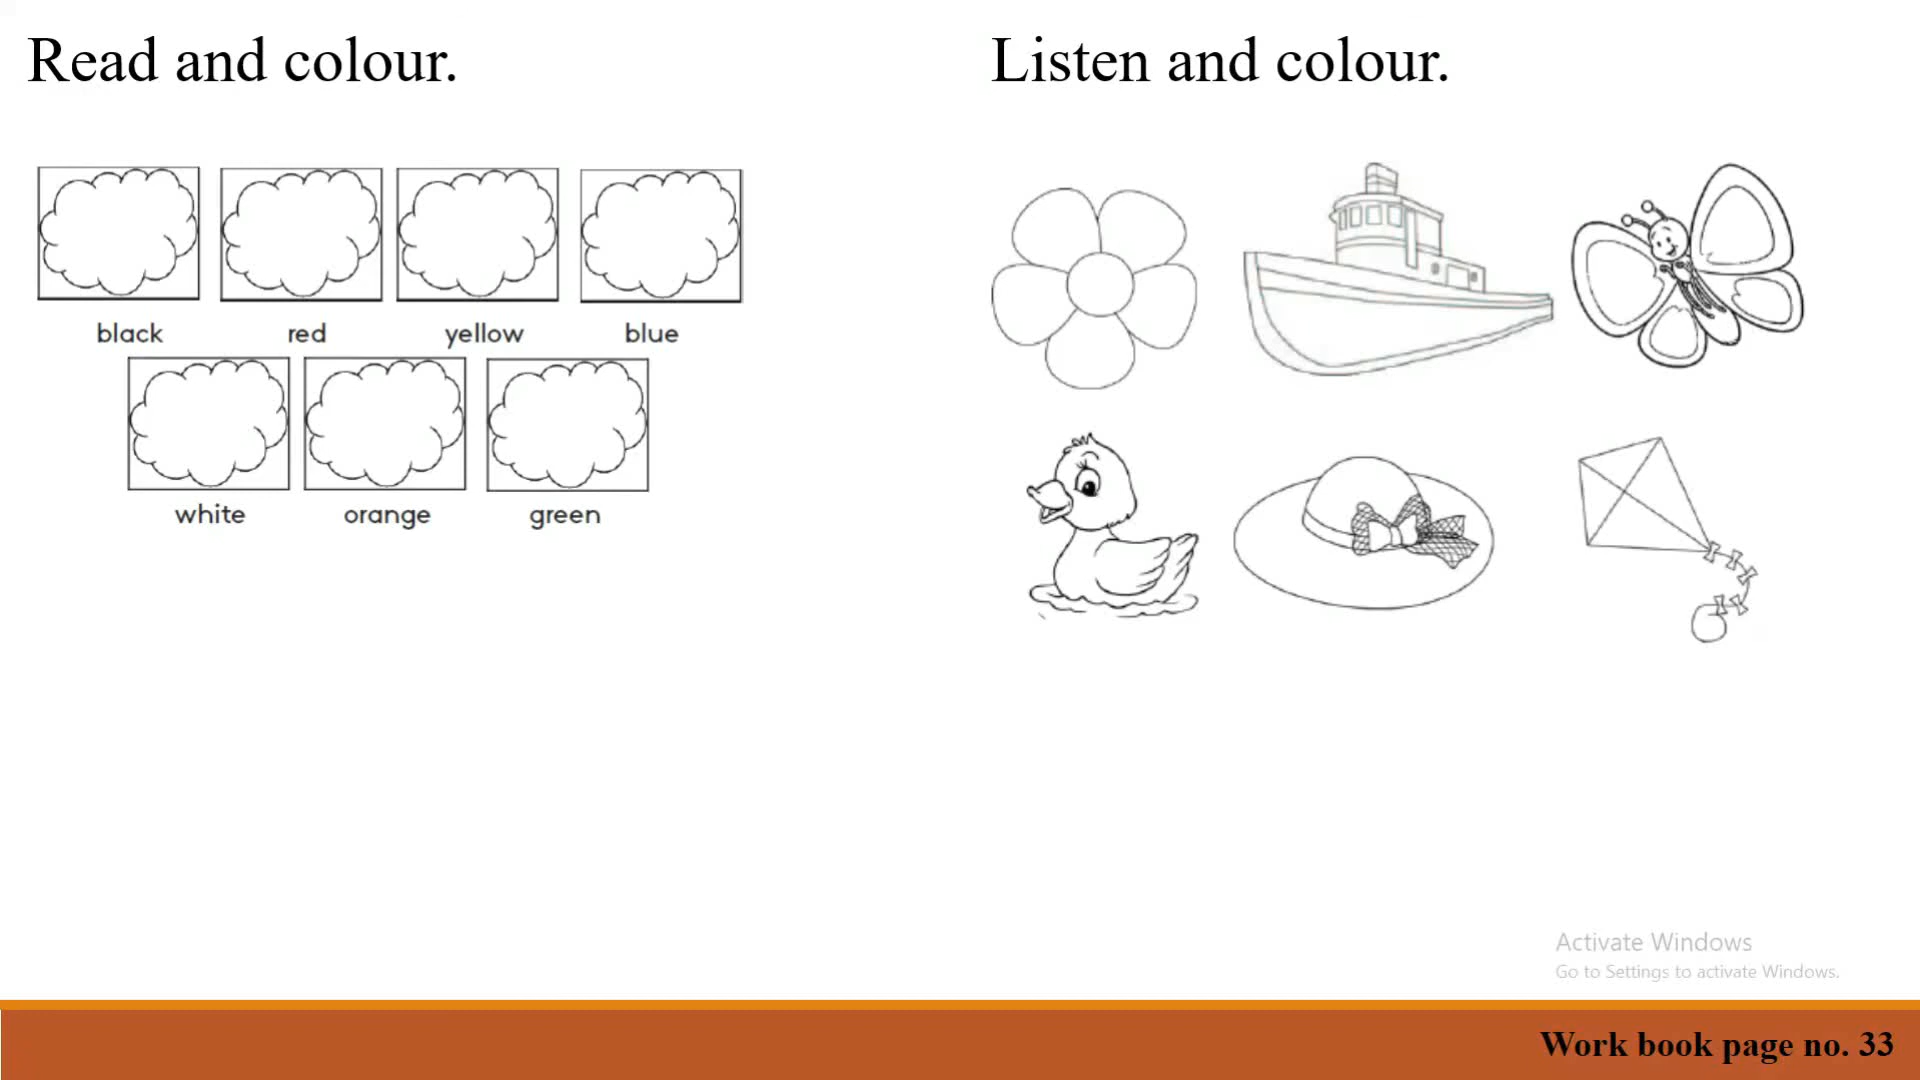 Read and colour.
Listen and colour.
black red yellow blue
white orange green
Activate Windows
Go to Settings to activate Windows.
Work book page no. 33